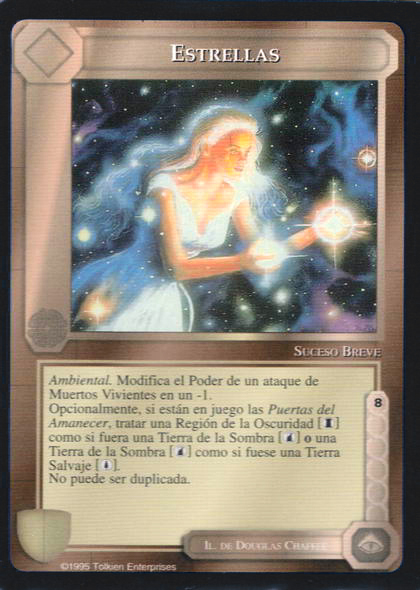 Estrellas
Suceso Breve
Ambiental. Modifica el Poder de un ataque de
Muertos Vivientes en un -1.
Opcionalmente, si están en juego las Puertas del
Amanecer, tratar una Región de la Oscuridad []
como si fuera una Tierra de la Sombra [] o una
Tierra de la Sombra [] como si fuese una Tierra
Salvaje [].
No puede ser duplicada.
8
Il. de Douglas Chaffee
©1995 Tolkien Enterprises